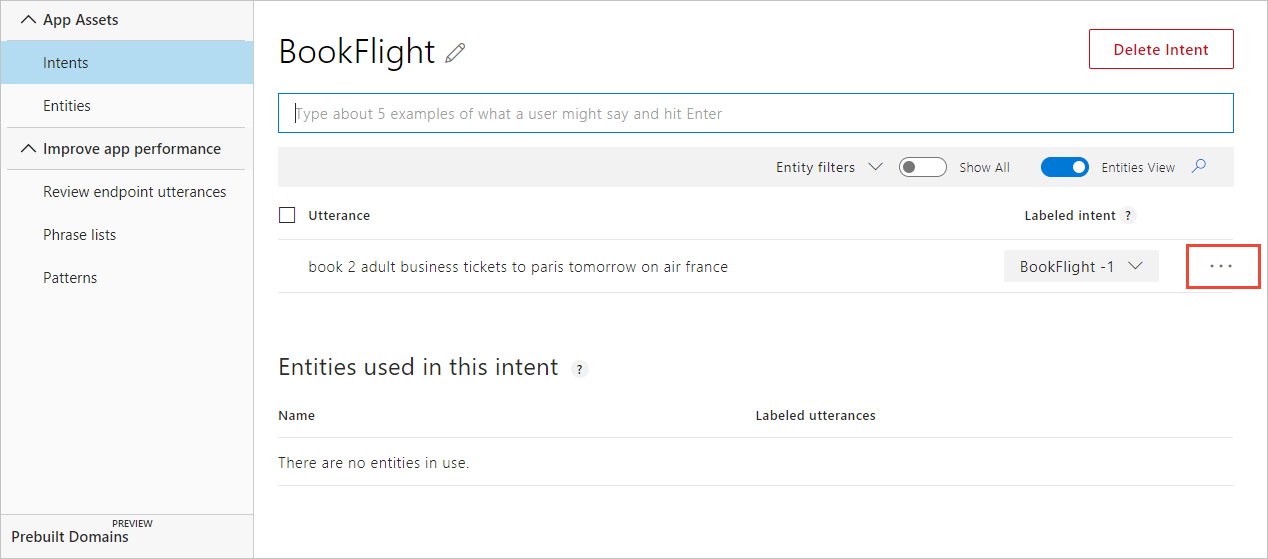 App Assets
Intents
Entities
Improve app performance
Review endpoint utterances
Phrase lists
Patterns
PREVIEW
Prebuilt Domains
BookFlight
Delete Intent
Type about 5 examples of what a user might say and hit Enter
Entity filters Show All Entities View
Utterance Labeled intent ?
book 2 adult business tickets to paris tomorrow on air france BookFlight -1 ...
Entities used in this intent ?
Name Labeled utterances
There are no entities in use.